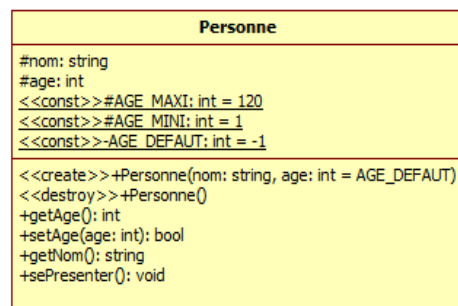 Personne
#nom: string
#age: int
<<const>>#AGE_MAXI: int = 120
<<const>>#AGE_MINI: int = 1
<<const>>-AGE_DEFAUT: int = -1
<<create>>+Personne(nom: string, age: int = AGE_DEFAUT)
<<destroy>>+Personne()
+getAge(): int
+setAge(age: int): bool
+getNom(): string
+sePresenter(): void